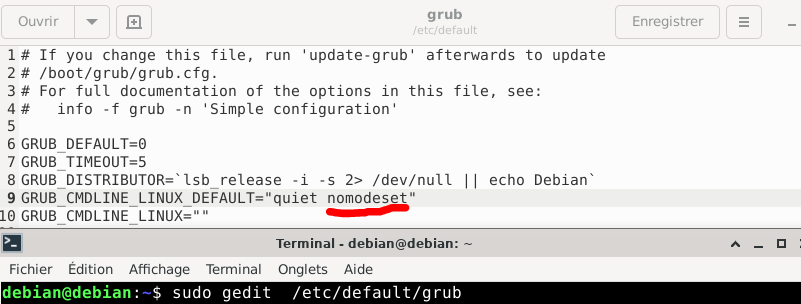 Ouvrir
grub
/etc/default
Enregistrer
1 # If you change this file, run 'update-grub' afterwards to update
2 # /boot/grub/grub.cfg.
3 # For full documentation of the options in this file, see:
4 #   info -f grub -n 'Simple configuration'
5
6 GRUB_DEFAULT=0
7 GRUB_TIMEOUT=5
8 GRUB_DISTRIBUTOR=`lsb_release -i -s 2> /dev/null || echo Debian`
9 GRUB_CMDLINE_LINUX_DEFAULT="quiet nomodeset"
10 GRUB_CMDLINE_LINUX=""
Terminal - debian@debian: ~
Fichier Édition Affichage Terminal Onglets Aide
debian@debian:~$ sudo gedit  /etc/default/grub